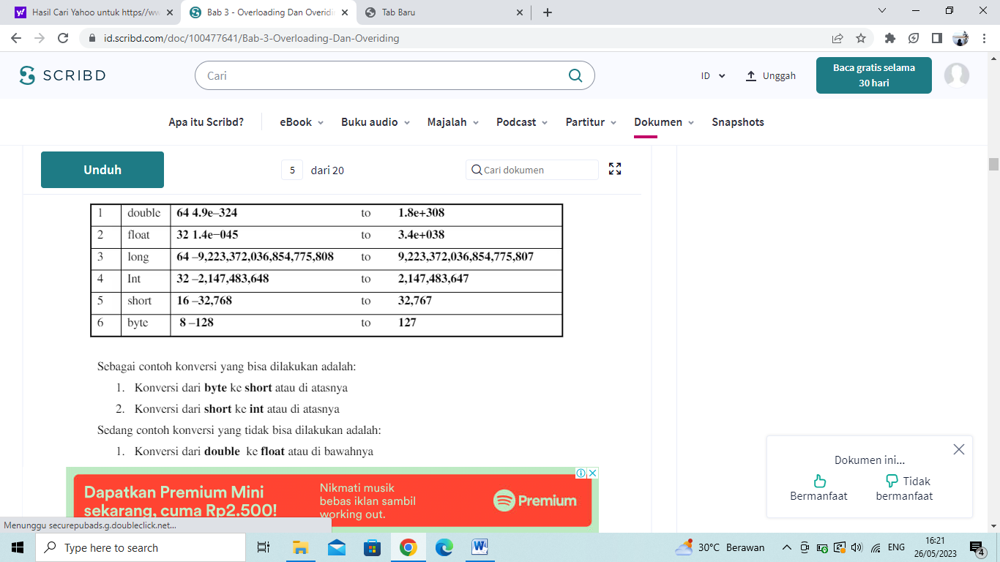 Hasil Cari Yahoo untuk https//ww
Bab 3 - Overloading Dan Overidin
Tab Baru
id.scribd.com/doc/100477641/Bab-3-Overloading-Dan-Overiding
SCRIBD
Cari
ID
Unggah
Baca gratis selama
30 hari
Apa itu Scribd?
eBook
Buku audio
Majalah
Podcast
Partitur
Dokumen
Snapshots
Unduh
5 dari 20
Cari dokumen
1 double 64 4.9e–324 to 1.8e+308
2 float 32 1.4e−045 to 3.4e+038
3 long 64 –9,223,372,036,854,775,808 to 9,223,372,036,854,775,807
4 Int 32 –2,147,483,648 to 2,147,483,647
5 short 16 –32,768 to 32,767
6 byte 8 –128 to 127
Sebagai contoh konversi yang bisa dilakukan adalah:
1. Konversi dari byte ke short atau di atasnya
2. Konversi dari short ke int atau di atasnya
Sedang contoh konversi yang tidak bisa dilakukan adalah:
1. Konversi dari double ke float atau di bawahnya
Dapatkan Premium Mini
sekarang, cuma Rp2.500!
Nikmati musik
bebas iklan sambil
working out.
Premium
Dokumen ini...
Bermanfaat
Tidak
bermanfaat
Menunggu securepubads.g.doubleclick.net...
Type here to search
30°C Berawan
ENG
16:21
26/05/2023
4